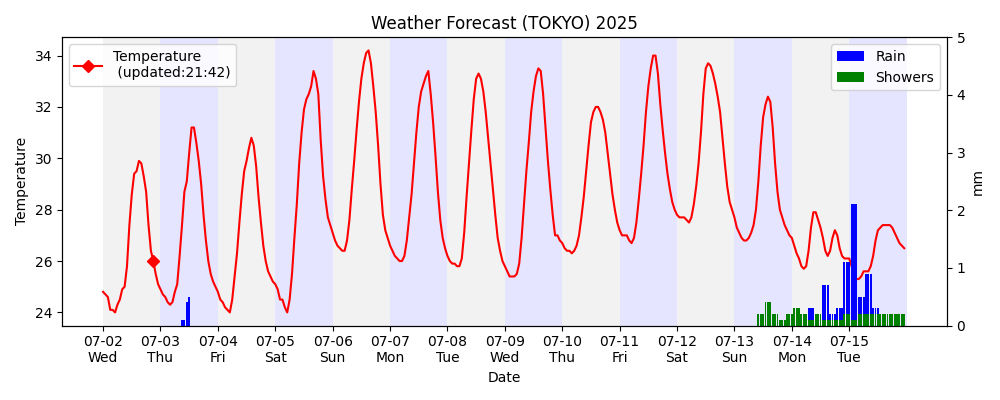 Weather Forecast (TOKYO) 2025
Temperature
(updated:21:42)
Rain
Showers
34
32
30
28
26
24
Temperature
5
4
3
2
1
0
mm
07-02 07-03 07-04 07-05 07-06 07-07 07-08 07-09 07-10 07-11 07-12 07-13 07-14 07-15
Wed Thu Fri Sat Sun Mon Tue Wed Thu Fri Sat Sun Mon Tue
Date